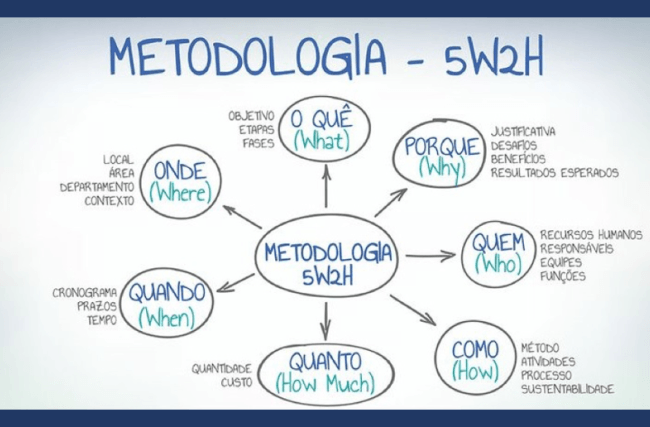 METODOLOGIA - 5W2H
OBJETIVO
ETAPAS
FASES
O QUÊ
(What)
PORQUE
(Why)
JUSTIFICATIVA
DESAFIOS
BENEFÍCIOS
RESULTADOS ESPERADOS
LOCAL
ÁREA
DEPARTAMENTO
CONTEXTO
ONDE
(Where)
METODOLOGIA
5W2H
QUEM
(Who)
RECURSOS HUMANOS
RESPONSÁVEIS
EQUIPES
FUNÇÕES
CRONOGRAMA
PRAZOS
TEMPO
QUANDO
(When)
QUANTIDADE
CUSTO
QUANTO
(How Much)
COMO
(How)
MÉTODO
ATIVIDADES
PROCESSO
SUSTENTABILIDADE